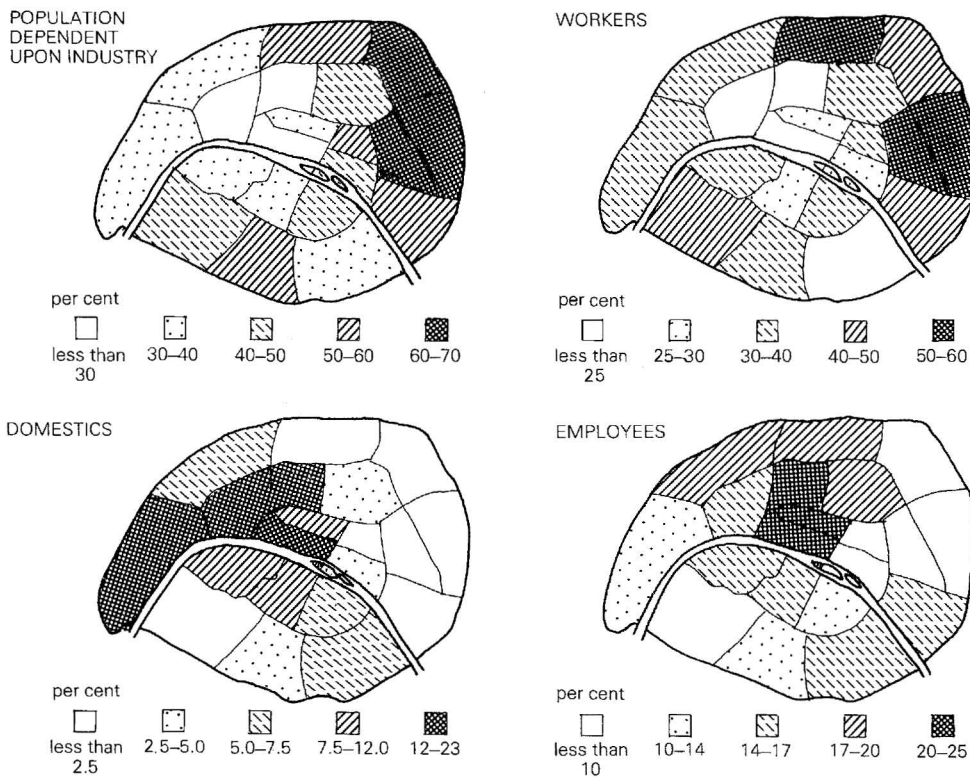 POPULATION
DEPENDENT
UPON INDUSTRY
per cent
less than 30–40 40–50 50–60 60–70
30
WORKERS
per cent
less than 25–30 30–40 40–50 50–60
25
DOMESTICS
per cent
less than 2.5–5.0 5.0–7.5 7.5–12.0 12–23
2.5
EMPLOYEES
per cent
less than 10–14 14–17 17–20 20–25
10